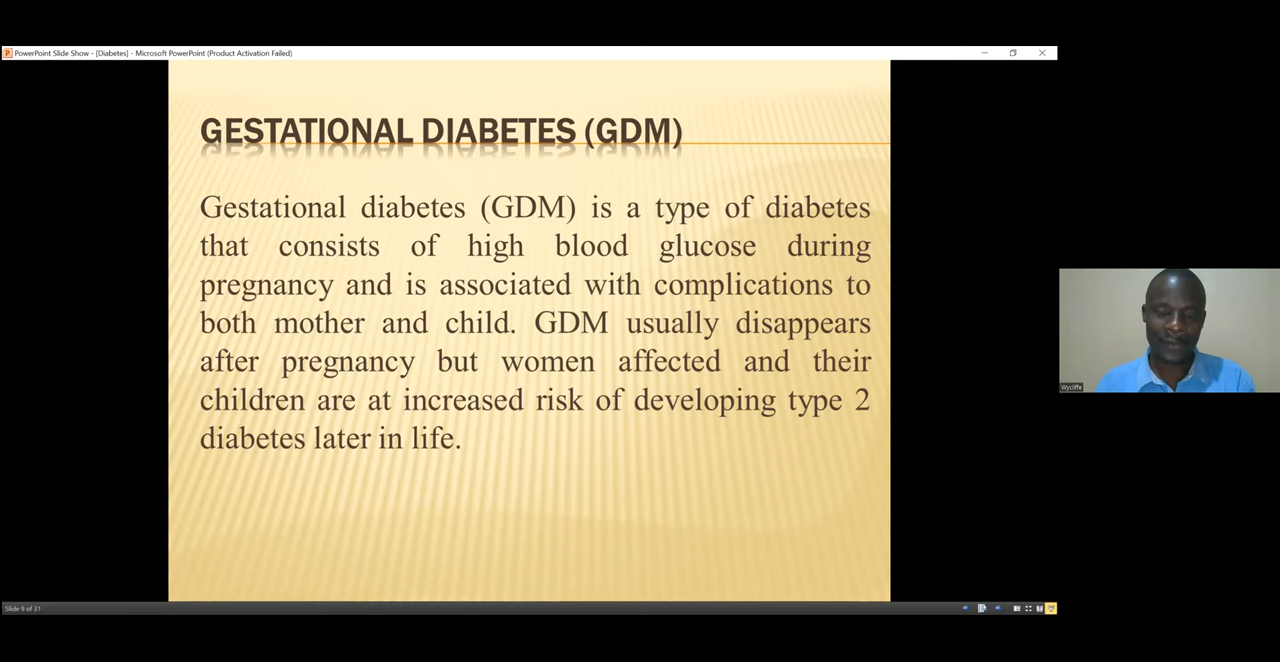 PowerPoint Slide Show - [Diabetes] - Microsoft PowerPoint (Product Activation Failed)
GESTATIONAL DIABETES (GDM)
Gestational diabetes (GDM) is a type of diabetes
that consists of high blood glucose during
pregnancy and is associated with complications to
both mother and child. GDM usually disappears
after pregnancy but women affected and their
children are at increased risk of developing type 2
diabetes later in life.
Wycliffe
Slide 9 of 31